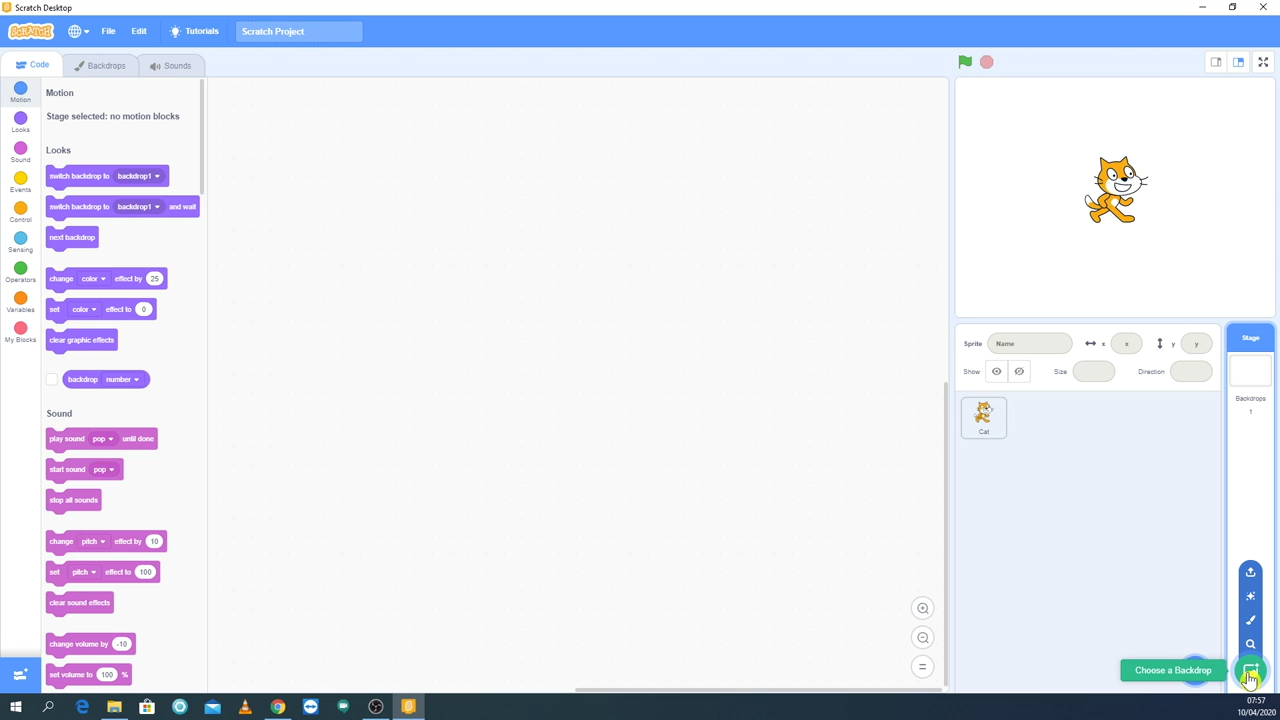 Scratch Desktop
SCRATCH File Edit Tutorials Scratch Project
Code Backdrops Sounds
Motion
Looks
Sound
Events
Control
Sensing
Operators
Variables
My Blocks
Motion
Stage selected: no motion blocks
Looks
switch backdrop to backdrop1
switch backdrop to backdrop1 and wait
next backdrop
change color effect by 25
set color effect to 0
clear graphic effects
backdrop number
Sound
play sound pop until done
start sound pop
stop all sounds
change pitch effect by 10
set pitch effect to 100
clear sound effects
change volume by -10
set volume to 100 %
Sprite Name x x y y
Show Size Direction
Cat
Stage
Backdrops
1
Choose a Backdrop
07:57
10/04/2020